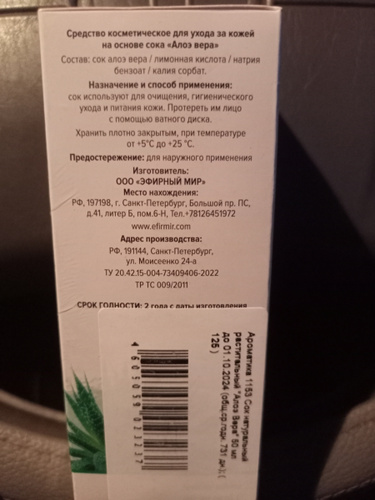 Средство косметическое для ухода за кожей
на основе сока «Алоэ вера»
Состав: сок алоэ вера / лимонная кислота / натрия
бензоат / калия сорбат.
Назначение и способ применения:
сок используют для очищения, гигиенического
ухода и питания кожи. Протереть им лицо
с помощью ватного диска.
Хранить плотно закрытым, при температуре
от +5°C до +25 °C.
Предостережение: для наружного применения
Изготовитель:
ООО «ЭФИРНЫЙ МИР»
Место нахождения:
РФ, 197198, г. Санкт-Петербург, Большой пр. ПС,
д.41, литер Б, пом.6-Н, Тел.+78126451972
www.efirmir.com
Адрес производства:
РФ, 191144, Санкт-Петербург,
ул. Моисеенко 24-а
ТУ 20.42.15-004-73409406-2022
ТР ТС 009/2011
СРОК ГОДНОСТИ: 2 года с даты изготовления
Ароматика 1153 Сок натуральный
растительный "Алоэ Вера" 50 мл
до 01.10.2024 (общ.ср.годн. 731 дн.); (
125 )